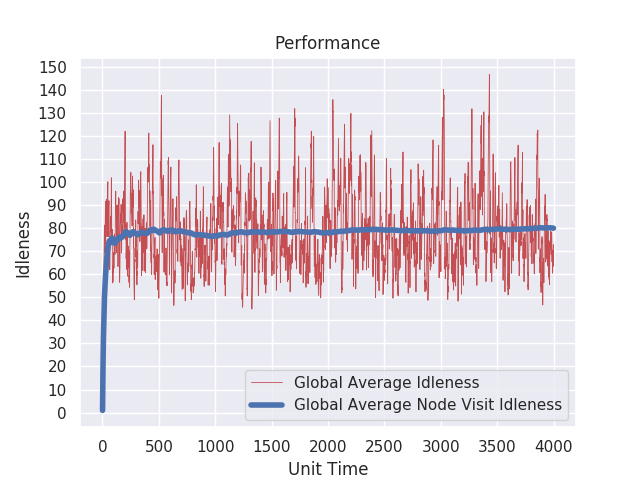 Performance
150
140
130
120
110
100
90
80
70
60
50
40
30
20
10
0
Idleness
Global Average Idleness
Global Average Node Visit Idleness
0 500 1000 1500 2000 2500 3000 3500 4000
Unit Time